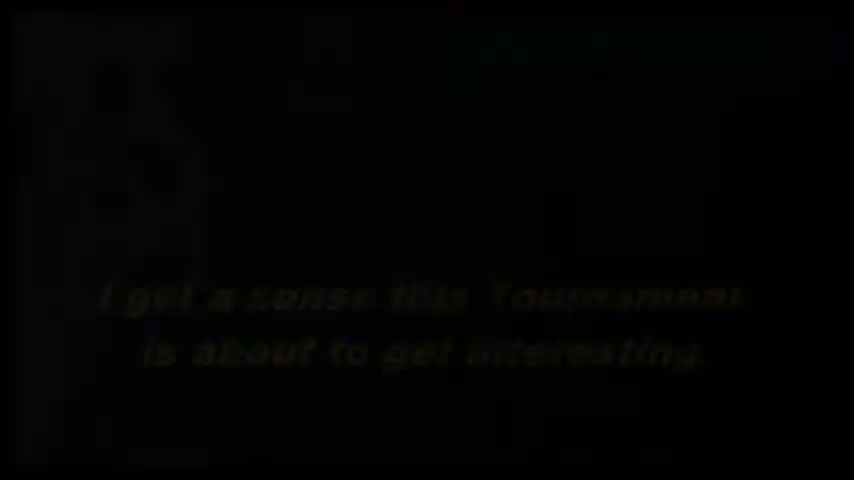 I get a sense this Tournament
is about to get interesting.